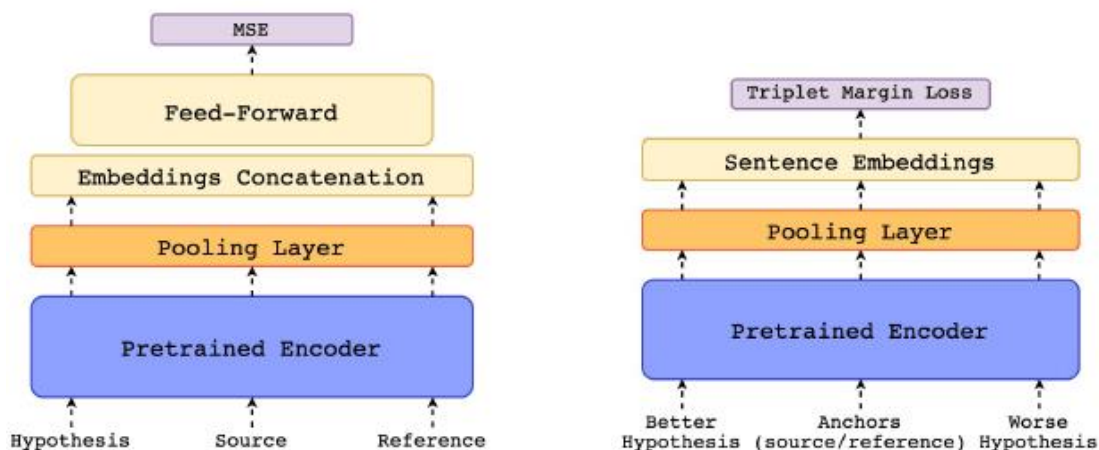 MSE
Feed-Forward
Embeddings Concatenation
Pooling Layer
Pretrained Encoder
Hypothesis Source Reference
Triplet Margin Loss
Sentence Embeddings
Pooling Layer
Pretrained Encoder
Better Anchors Worse
Hypothesis (source/reference) Hypothesis